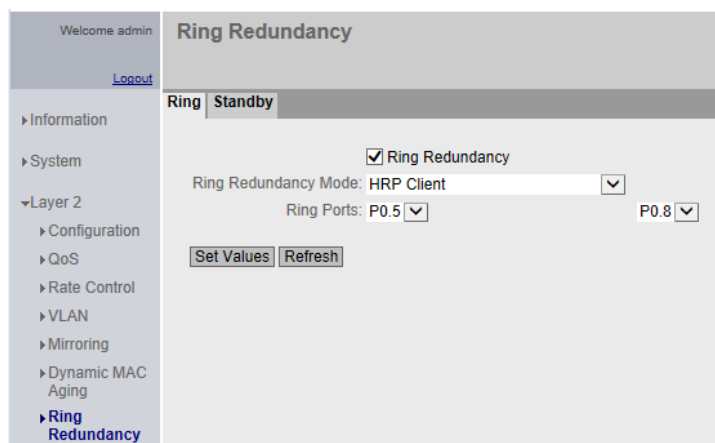 Welcome admin
Logout
Ring Redundancy
Information
System
Layer 2
Configuration
QoS
Rate Control
VLAN
Mirroring
Dynamic MAC
Aging
Ring
Redundancy
Ring Standby
Ring Redundancy
Ring Redundancy Mode: HRP Client
Ring Ports: P0.5 P0.8
Set Values Refresh